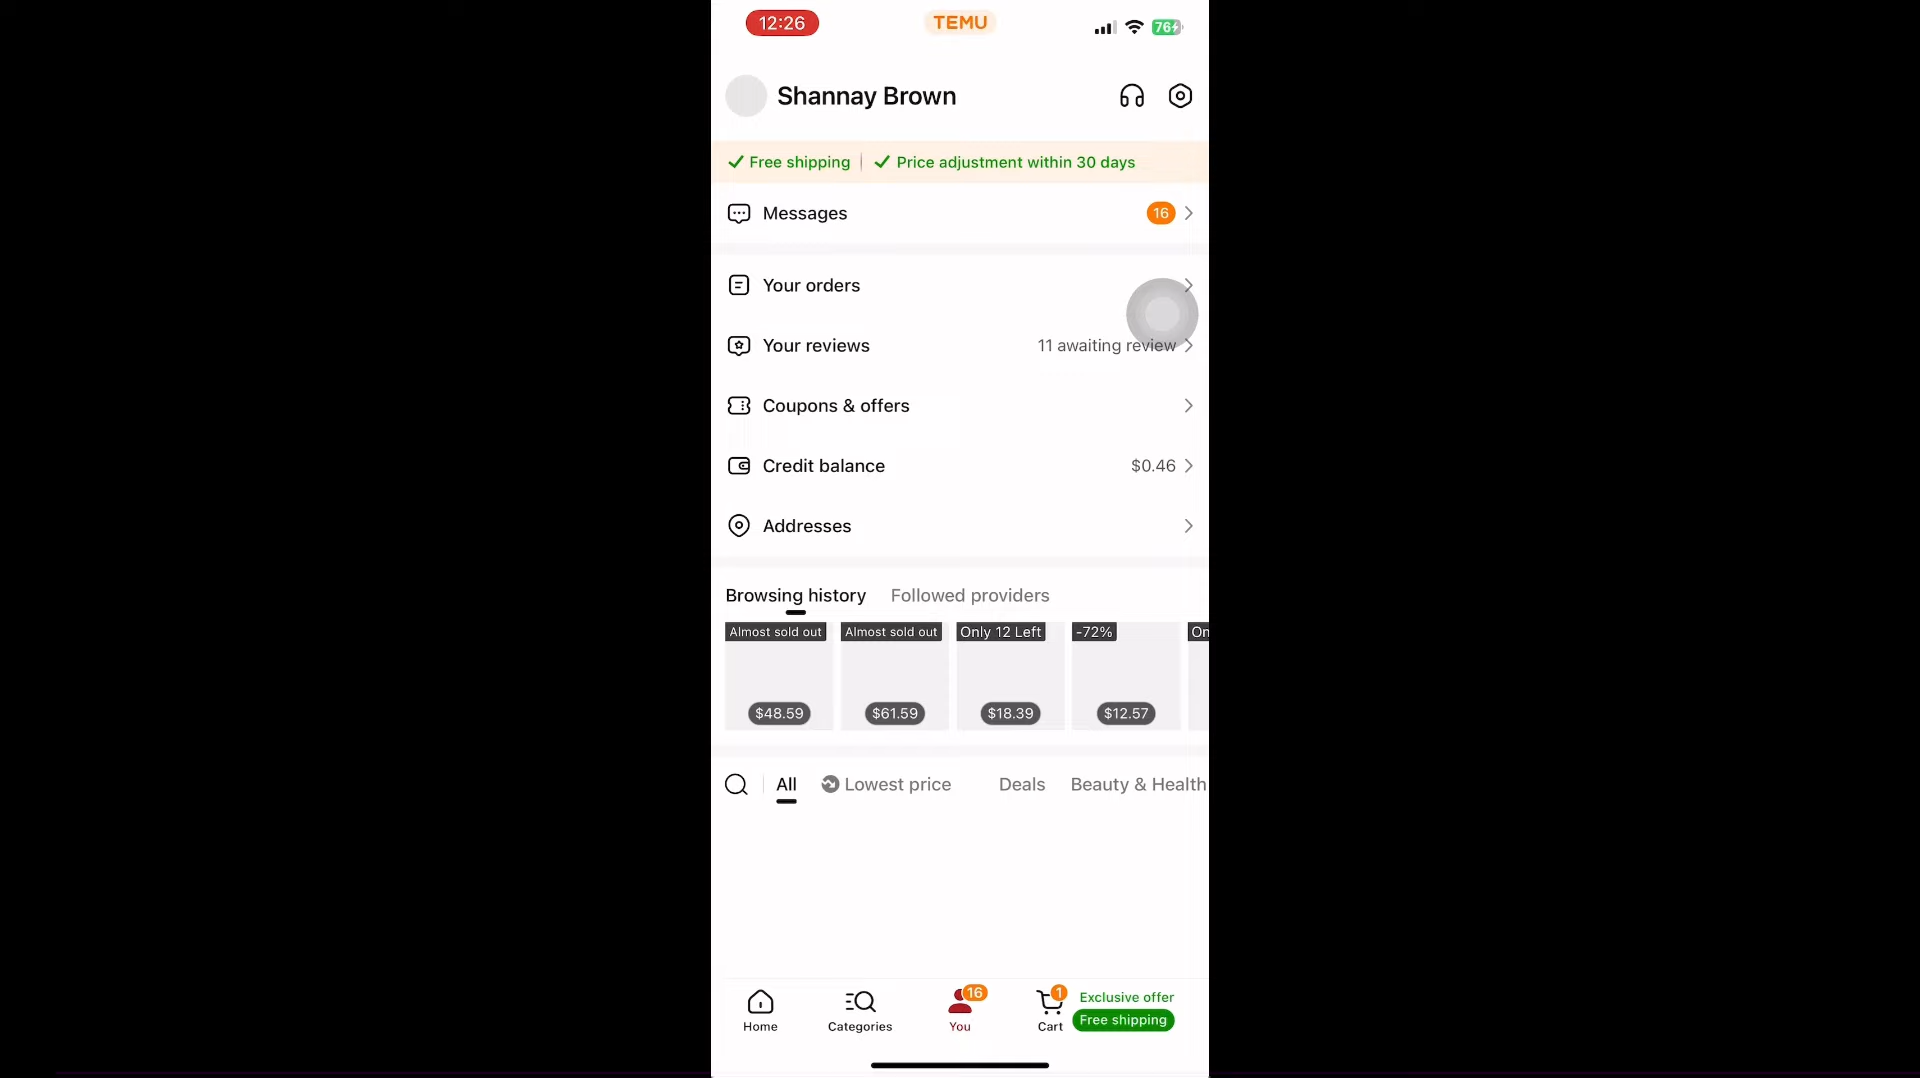 12:26
TEMU
76
Shannay Brown
Free shipping
Price adjustment within 30 days
Messages
16
Your orders
Your reviews
11 awaiting review
Coupons & offers
Credit balance
$0.46
Addresses
Browsing history
Followed providers
Almost sold out
Almost sold out
Only 12 Left
-72%
On
$48.59
$61.59
$18.39
$12.57
All
Lowest price
Deals
Beauty & Health
16
1
Exclusive offer
Free shipping
Home
Categories
You
Cart